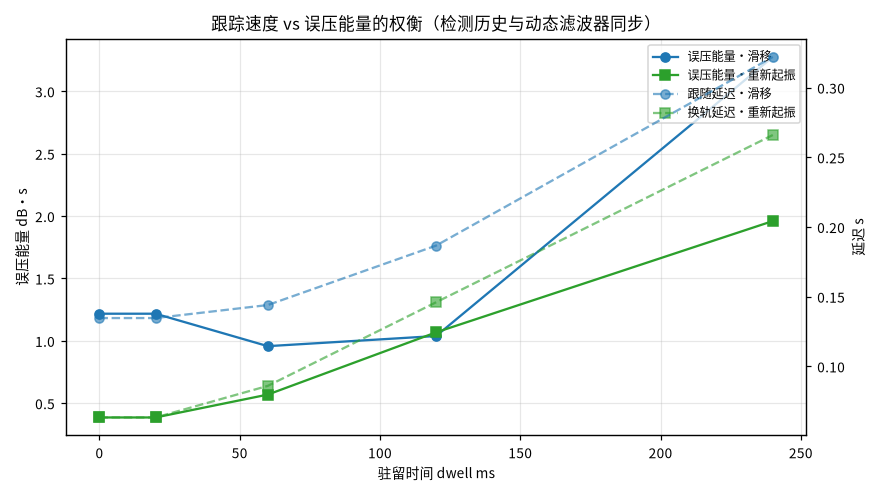 跟踪速度 vs 误压能量的权衡（检测历史与动态滤波器同步）
误压能量·滑移
误压能量·重新起振
跟随延迟·滑移
换轨延迟·重新起振
误压能量 dB·s
3.0
2.5
2.0
1.5
1.0
0.5
0.30
0.25
0.20
0.15
0.10
延迟 s
0
50
100
150
200
250
驻留时间 dwell ms